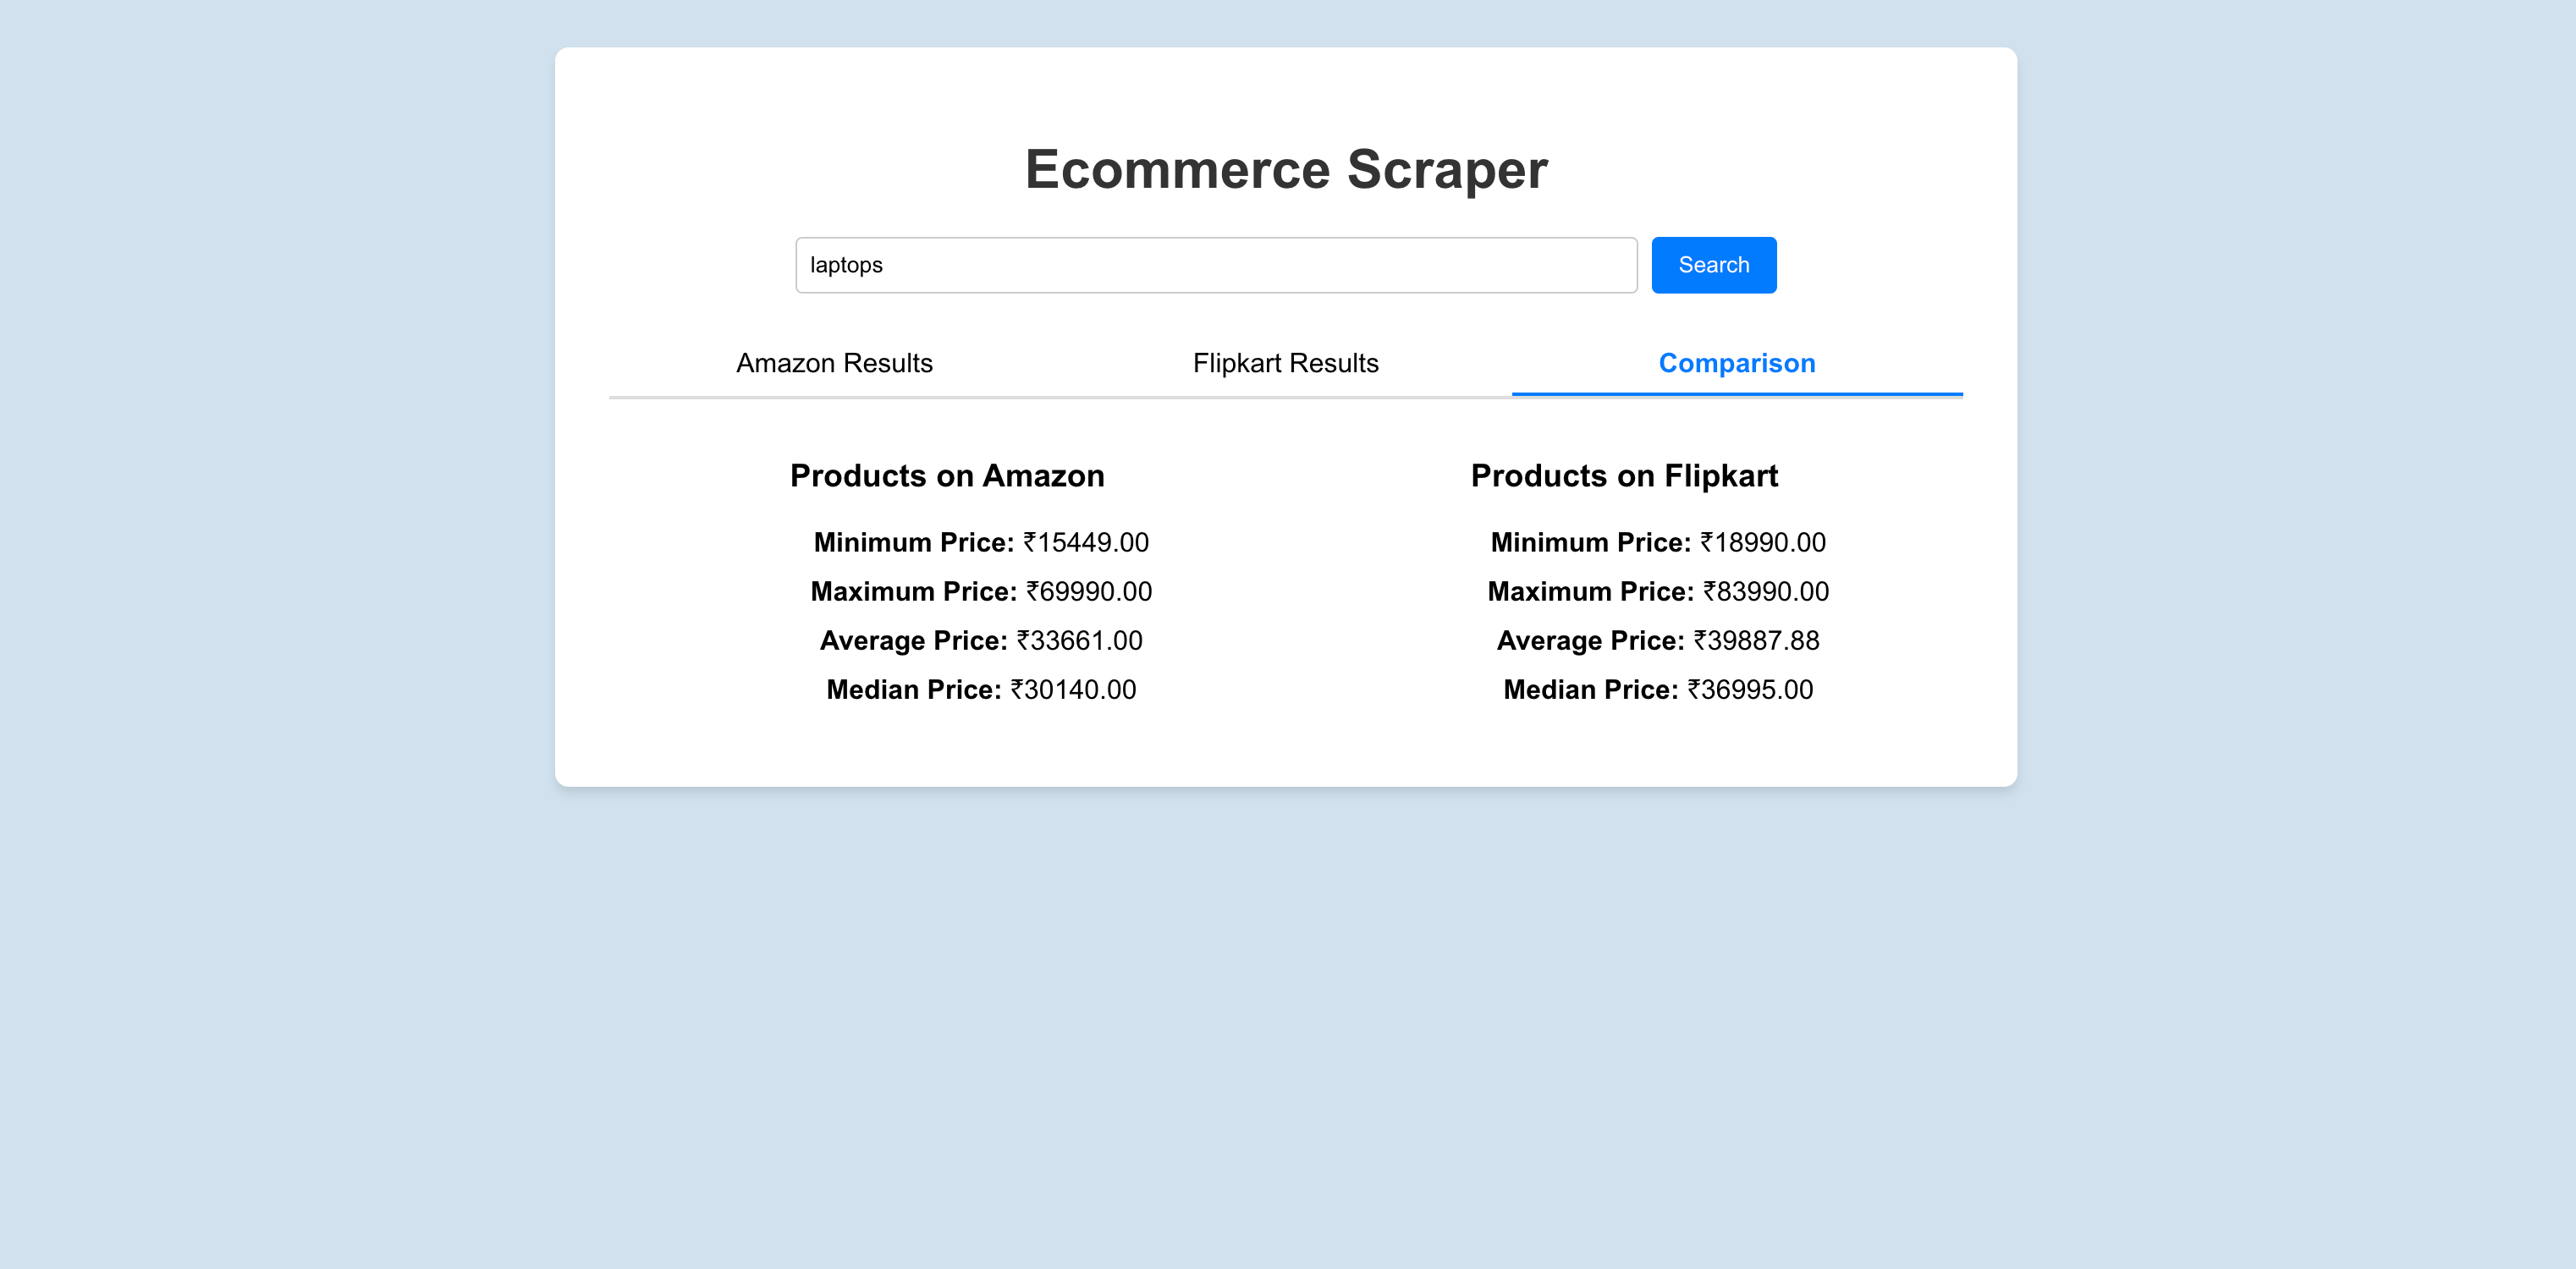 Ecommerce Scraper
laptops
Search
Amazon Results
Flipkart Results
Comparison
Products on Amazon
Minimum Price: ₹15449.00
Maximum Price: ₹69990.00
Average Price: ₹33661.00
Median Price: ₹30140.00
Products on Flipkart
Minimum Price: ₹18990.00
Maximum Price: ₹83990.00
Average Price: ₹39887.88
Median Price: ₹36995.00